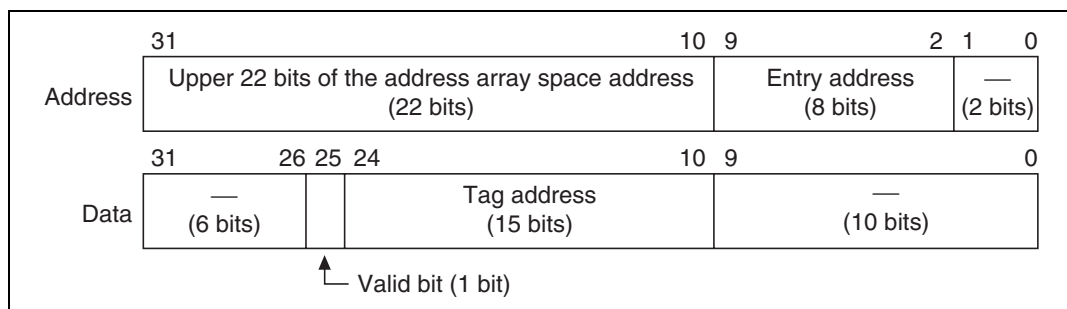 31 10 9 2 1 0
Address Upper 22 bits of the address array space address (22 bits) Entry address (8 bits) — (2 bits)
31 26 25 24 10 9 0
Data — (6 bits) Tag address (15 bits) — (10 bits)
Valid bit (1 bit)